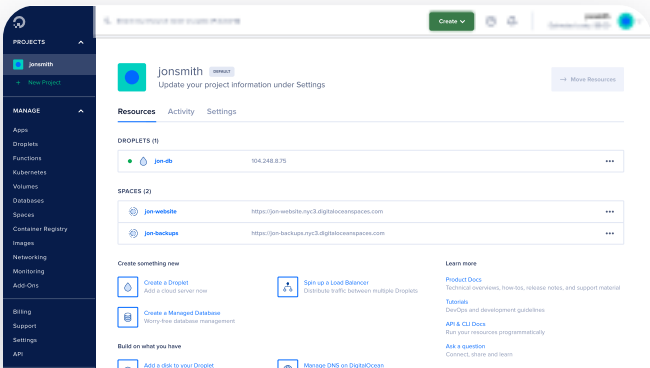 Create
PROJECTS
jonsmith
+ New Project
MANAGE
Apps
Droplets
Functions
Kubernetes
Volumes
Databases
Spaces
Container Registry
Images
Networking
Monitoring
Add-Ons
Billing
Support
Settings
API
jonsmith DEFAULT
Update your project information under Settings
→ Move Resources
Resources Activity Settings
DROPLETS (1)
jon-db 104.248.8.75
SPACES (2)
jon-website https://jon-website.nyc3.digitaloceanspaces.com
jon-backups https://jon-backups.nyc3.digitaloceanspaces.com
Create something new
Create a Droplet
Add a cloud server now
Spin up a Load Balancer
Distribute traffic between multiple Droplets
Create a Managed Database
Worry-free database management
Build on what you have
Add a disk to your Droplet
Manage DNS on DigitalOcean
Learn more
Product Docs
Technical overviews, how-tos, release notes, and support material
Tutorials
DevOps and development guidelines
API & CLI Docs
Run your resources programmatically
Ask a question
Connect, share and learn